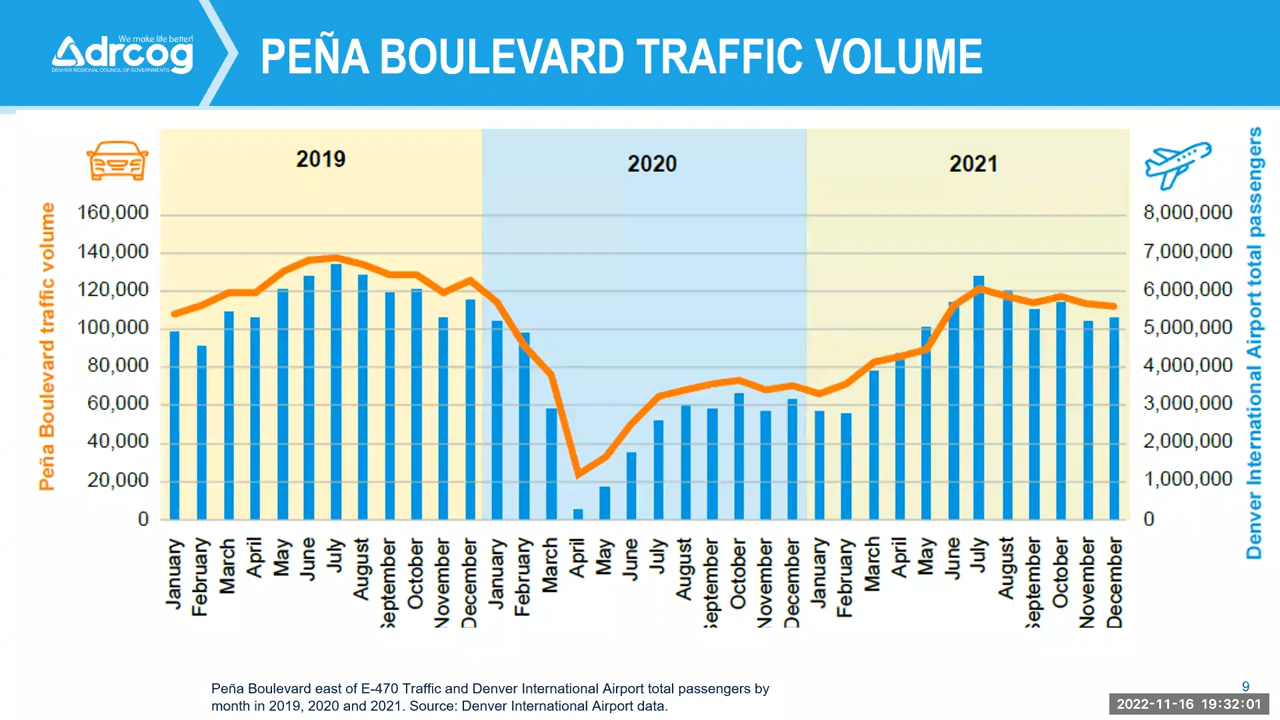 We make life better!
drcog
DENVER REGIONAL COUNCIL OF GOVERNMENTS
PEÑA BOULEVARD TRAFFIC VOLUME
2019
2020
2021
Peña Boulevard traffic volume
160,000
140,000
120,000
100,000
80,000
60,000
40,000
20,000
0
8,000,000
7,000,000
6,000,000
5,000,000
4,000,000
3,000,000
2,000,000
1,000,000
0
Denver International Airport total passengers
January
February
March
April
May
June
July
August
September
October
November
December
January
February
March
April
May
June
July
August
September
October
November
December
January
February
March
April
May
June
July
August
September
October
November
December
Peña Boulevard east of E-470 Traffic and Denver International Airport total passengers by
month in 2019, 2020 and 2021. Source: Denver International Airport data.
9
2022-11-16 19:32:01